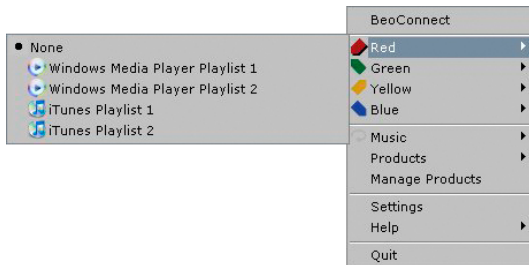 BeoConnect
Red
Green
Yellow
Blue
Music
Products
Manage Products
Settings
Help
Quit
None
Windows Media Player Playlist 1
Windows Media Player Playlist 2
iTunes Playlist 1
iTunes Playlist 2